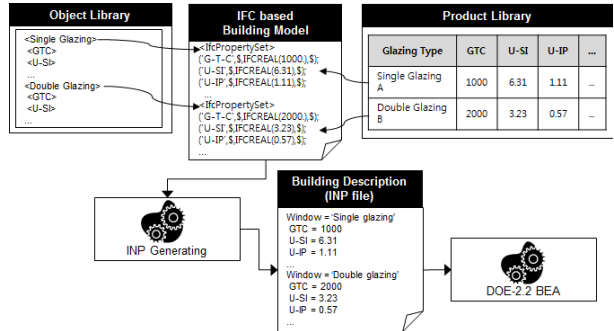 Object Library
<Single Glazing>
<GTC>
<U-SI>
...
<Double Glazing>
<GTC>
<U-SI>
...
IFC based
Building Model
<IfcPropertySet>
('G-T-C',$,IFCREAL(1000.),$);
('U-SI',$,IFCREAL(6.31),$);
('U-IP',$,IFCREAL(1.11),$);
...
<IfcPropertySet>
('G-T-C',$,IFCREAL(2000.),$);
('U-SI',$,IFCREAL(3.23),$);
('U-IP',$,IFCREAL(0.57),$);
...
Product Library
Glazing Type GTC U-SI U-IP ...
Single Glazing A 1000 6.31 1.11 ...
Double Glazing B 2000 3.23 0.57 ...
INP Generating
Building Description
(INP file)
Window = 'Single glazing'
GTC = 1000
U-SI = 6.31
U-IP = 1.11
...
Window = 'Double glazing'
GTC = 2000
U-SI = 3.23
U-IP = 0.57
...
DOE-2.2 BEA